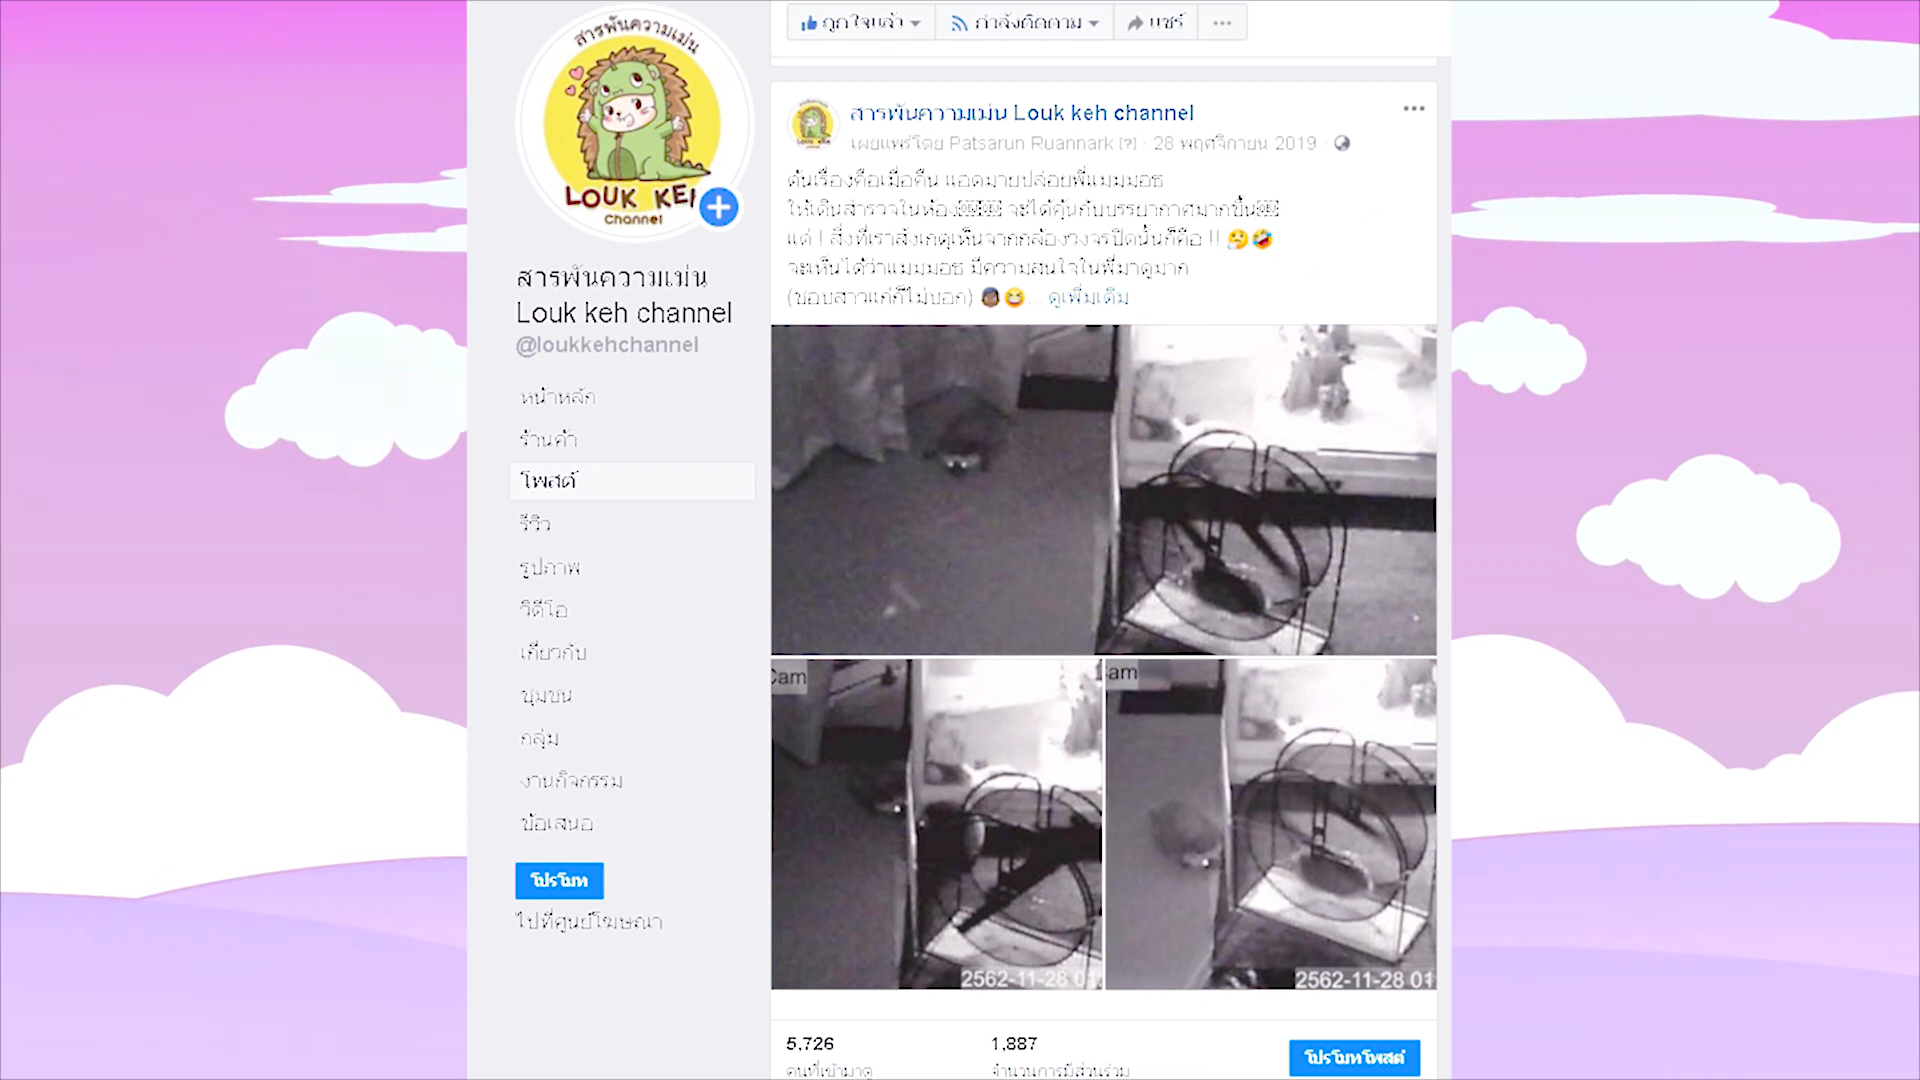 ถูกใจแล้ว
กำลังติดตาม
แชร์
สารพันความเม่น
LOUK KEH
Channel
สารพันความเม่น
Louk keh channel
@loukkehchannel
หน้าหลัก
ร้านค้า
โพสต์
รีวิว
รูปภาพ
วิดีโอ
เกี่ยวกับ
ชุมชน
กลุ่ม
งานกิจกรรม
ข้อเสนอ
โปรโมท
ไปที่ศูนย์โฆษณา
สารพันความเม่น Louk keh channel
เผยแพร่โดย Patsarun Ruannark [?] · 28 พฤศจิกายน 2019 ·
ต้นเรื่องคือเมื่อคืน แอดมายปล่อยพี่แมมมอธ
ให้เดินสำรวจในห้อง จะได้คุ้นกับบรรยากาศมากขึ้น
แต่ ! สิ่งที่เราสังเกตุเห็นจากกล้องวงจรปิดนั้นก็คือ !!
จะเห็นได้ว่าแมมมอธ มีความสนใจในพี่มาดูมาก
(ชอบสาวแก่ก็ไม่บอก) ... ดูเพิ่มเติม
Cam
am
2562-11-28 01
2562-11-28 01
5,726
คนที่เข้ามาดู
1,887
จำนวนการมีส่วนร่วม
โปรโมทโพสต์